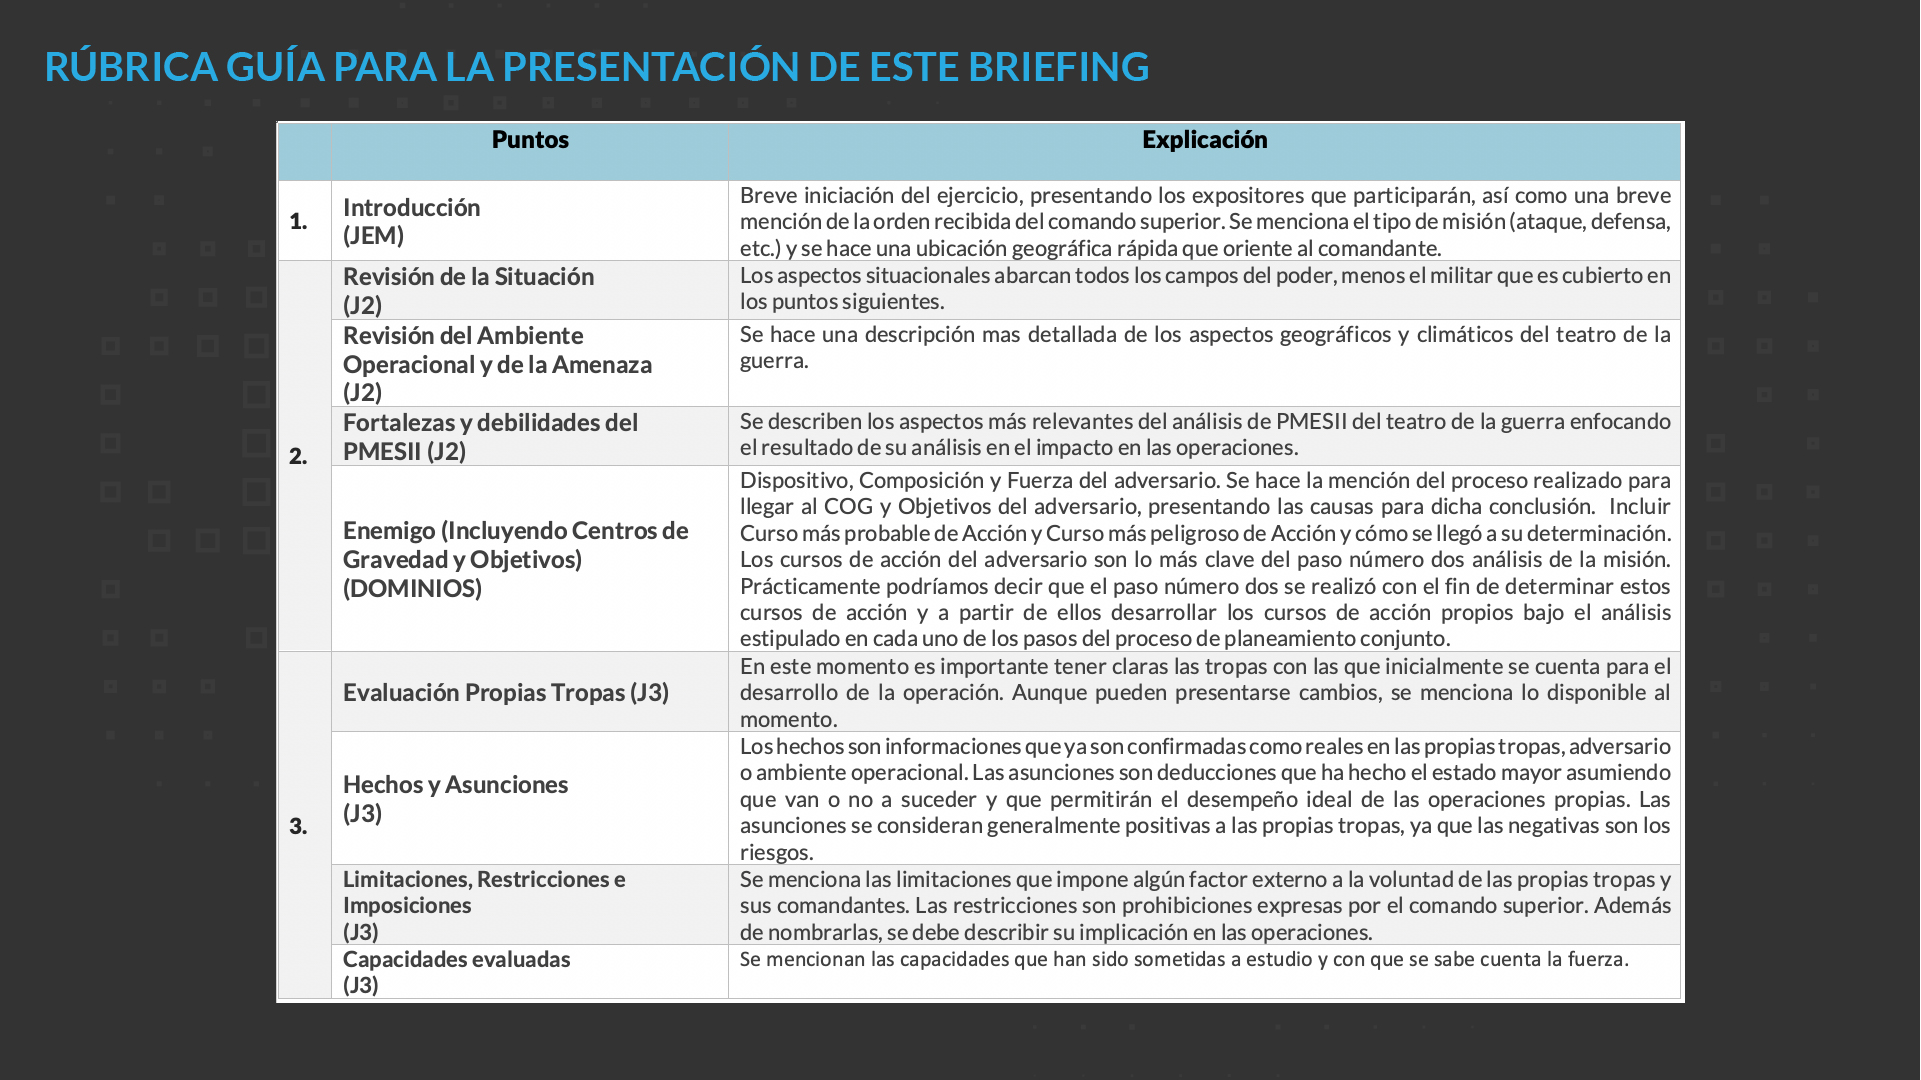 RÚBRICA GUÍA PARA LA PRESENTACIÓN DE ESTE BRIEFING
Puntos
Explicación
1.
Introducción
(JEM)
Breve iniciación del ejercicio, presentando los expositores que participarán, así como una breve
mención de la orden recibida del comando superior. Se menciona el tipo de misión (ataque, defensa,
etc.) y se hace una ubicación geográfica rápida que oriente al comandante.
2.
Revisión de la Situación
(J2)
Los aspectos situacionales abarcan todos los campos del poder, menos el militar que es cubierto en
los puntos siguientes.
Revisión del Ambiente
Operacional y de la Amenaza
(J2)
Se hace una descripción mas detallada de los aspectos geográficos y climáticos del teatro de la
guerra.
Fortalezas y debilidades del
PMESII (J2)
Se describen los aspectos más relevantes del análisis de PMESII del teatro de la guerra enfocando
el resultado de su análisis en el impacto en las operaciones.
Enemigo (Incluyendo Centros de
Gravedad y Objetivos)
(DOMINIOS)
Dispositivo, Composición y Fuerza del adversario. Se hace la mención del proceso realizado para
llegar al COG y Objetivos del adversario, presentando las causas para dicha conclusión. Incluir
Curso más probable de Acción y Curso más peligroso de Acción y cómo se llegó a su determinación.
Los cursos de acción del adversario son lo más clave del paso número dos análisis de la misión.
Prácticamente podríamos decir que el paso número dos se realizó con el fin de determinar estos
cursos de acción y a partir de ellos desarrollar los cursos de acción propios bajo el análisis
estipulado en cada uno de los pasos del proceso de planeamiento conjunto.
3.
Evaluación Propias Tropas (J3)
En este momento es importante tener claras las tropas con las que inicialmente se cuenta para el
desarrollo de la operación. Aunque pueden presentarse cambios, se menciona lo disponible al
momento.
Hechos y Asunciones
(J3)
Los hechos son informaciones que ya son confirmadas como reales en las propias tropas, adversario
o ambiente operacional. Las asunciones son deducciones que ha hecho el estado mayor asumiendo
que van o no a suceder y que permitirán el desempeño ideal de las operaciones propias. Las
asunciones se consideran generalmente positivas a las propias tropas, ya que las negativas son los
riesgos.
Limitaciones, Restricciones e
Imposiciones
(J3)
Se menciona las limitaciones que impone algún factor externo a la voluntad de las propias tropas y
sus comandantes. Las restricciones son prohibiciones expresas por el comando superior. Además
de nombrarlas, se debe describir su implicación en las operaciones.
Capacidades evaluadas
(J3)
Se mencionan las capacidades que han sido sometidas a estudio y con que se sabe cuenta la fuerza.